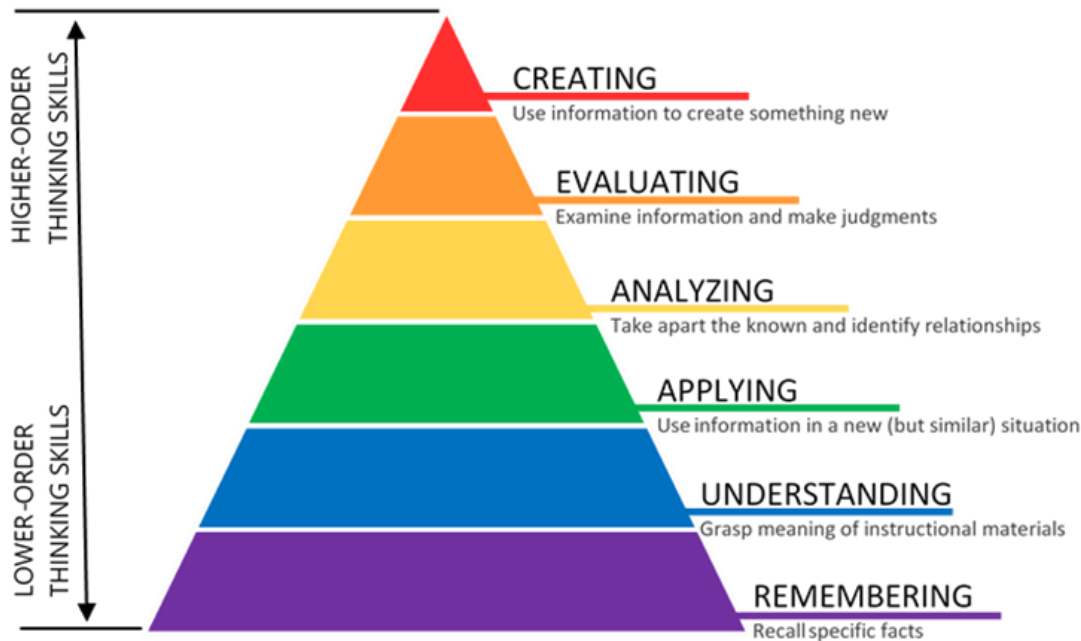 HIGHER-ORDER
THINKING SKILLS
LOWER-ORDER
THINKING SKILLS
CREATING
Use information to create something new
EVALUATING
Examine information and make judgments
ANALYZING
Take apart the known and identify relationships
APPLYING
Use information in a new (but similar) situation
UNDERSTANDING
Grasp meaning of instructional materials
REMEMBERING
Recall specific facts